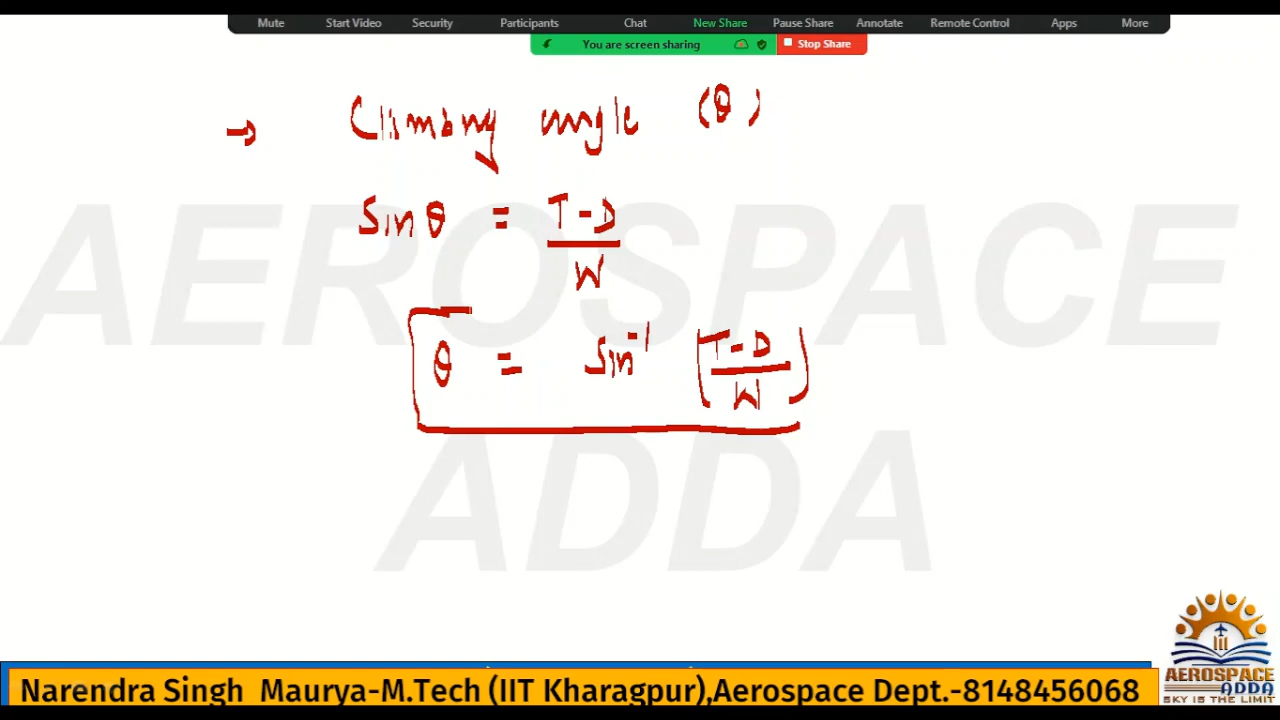 Mute Start Video Security Participants Chat New Share Pause Share Annotate Remote Control Apps More
You are screen sharing Stop Share
→ Climbing angle (θ)
Sinθ = T-D/W
θ = Sin⁻¹ (T-D/W)
AEROSPACE
ADDA
Narendra Singh Maurya-M.Tech (IIT Kharagpur),Aerospace Dept.-8148456068
AEROSPACE
ADDA
SKY IS THE LIMIT